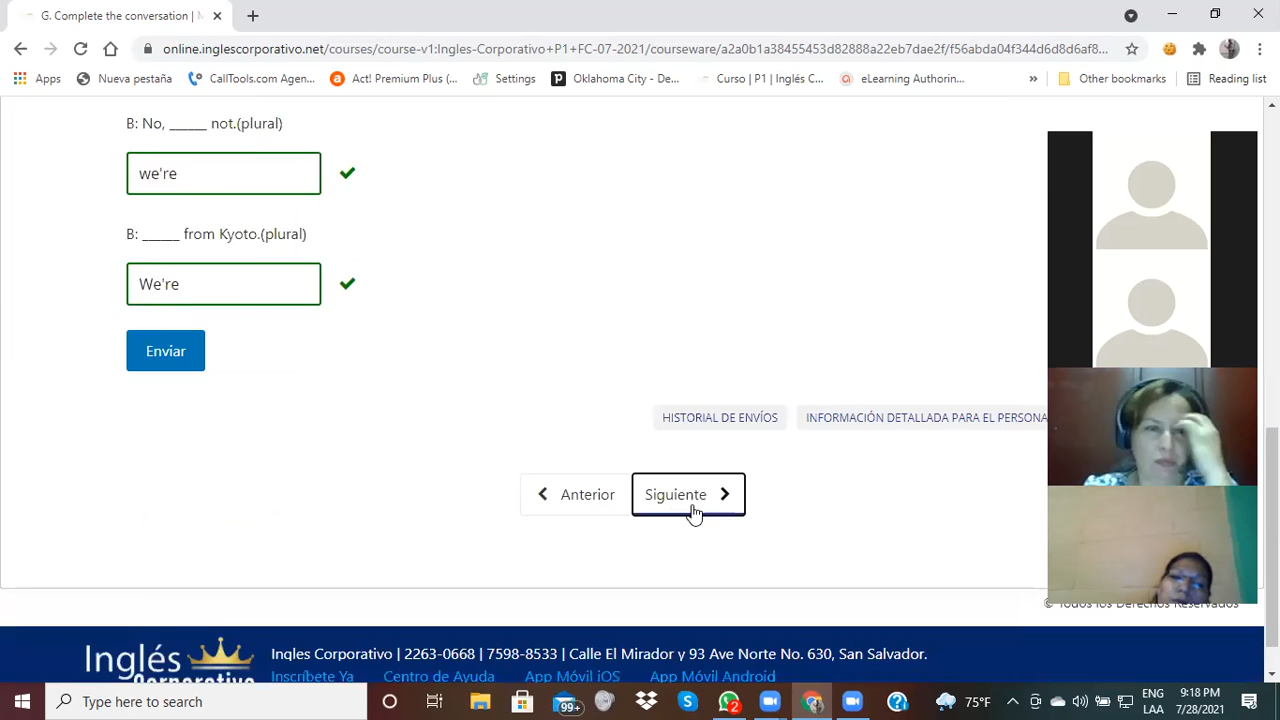 G. Complete the conversation |
online.inglescorporativo.net/courses/course-v1:Ingles-Corporativo+P1+FC-07-2021/courseware/a2a0b1a38455453d82888a22eb7dae2f/f56abda04f344d6d8d6af8...
Apps Nueva pestaña CallTools.com Agen... Act! Premium Plus (... Settings Oklahoma City - De... Curso | P1 | Inglés C... eLearning Authorin... » Other bookmarks Reading list
B: No, ______ not.(plural)
we're
B: ______ from Kyoto.(plural)
We're
Enviar
HISTORIAL DE ENVÍOS INFORMACIÓN DETALLADA PARA EL PERSONA
Anterior Siguiente
© Todos los Derechos Reservados
Inglés Corporativo
Ingles Corporativo | 2263-0668 | 7598-8533 | Calle El Mirador y 93 Ave Norte No. 630, San Salvador.
Inscríbete Ya Centro de Ayuda App Móvil iOS App Móvil Android
Type here to search
99+
2
75°F
ENG
LAA
9:18 PM
7/28/2021